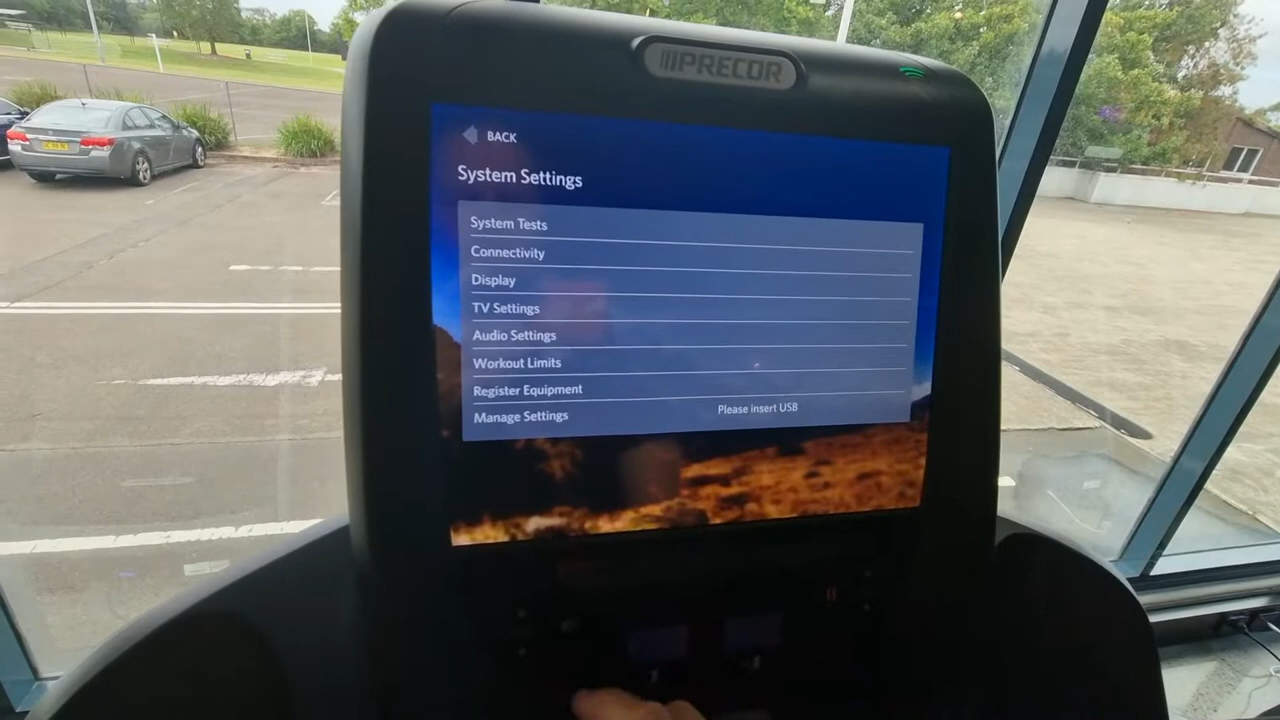 PRECOR
BACK
System Settings
System Tests
Connectivity
Display
TV Settings
Audio Settings
Workout Limits
Register Equipment
Manage Settings Please insert USB